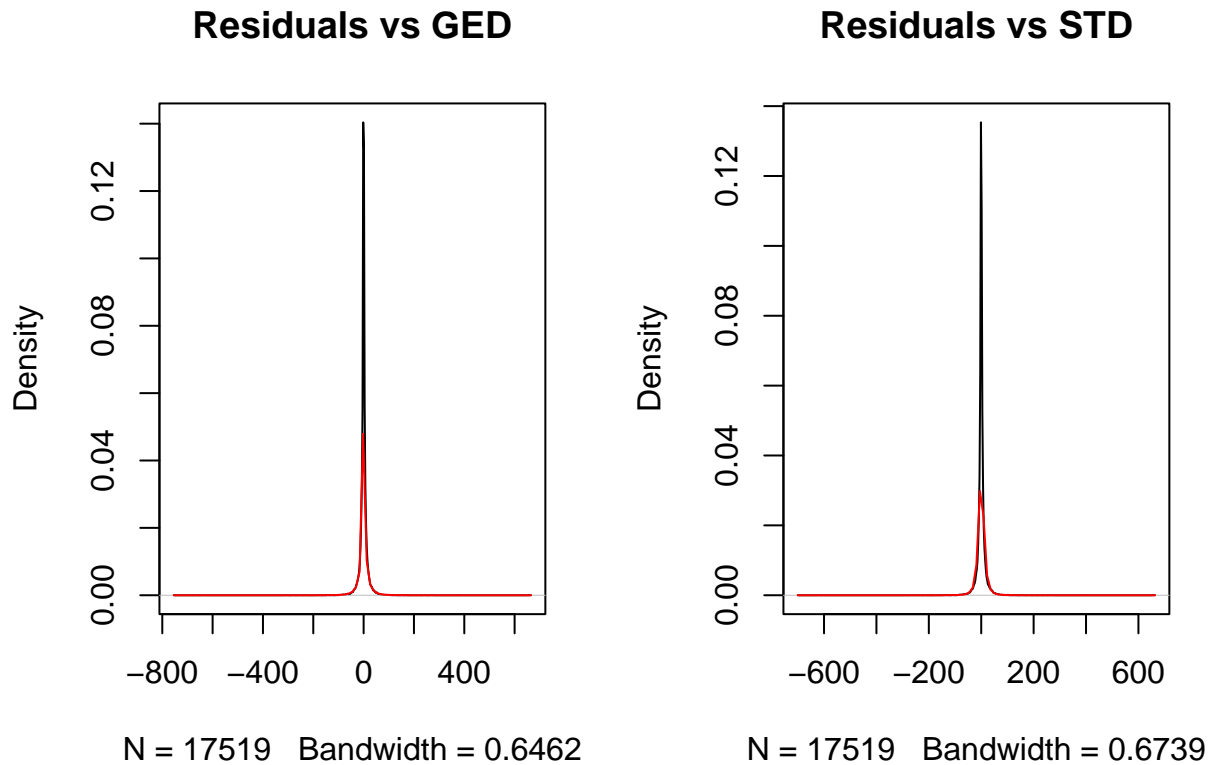 Residuals vs GED
Density
0.00 0.04 0.08 0.12
−800 −400 0 400
N = 17519 Bandwidth = 0.6462
Residuals vs STD
Density
0.00 0.04 0.08 0.12
−600 −200 200 600
N = 17519 Bandwidth = 0.6739